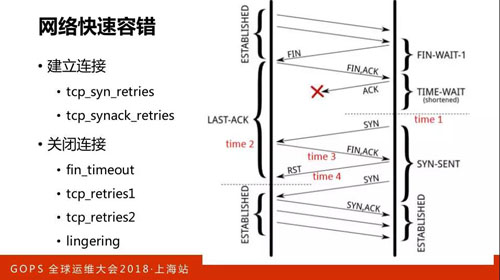 网络快速容错
• 建立连接
• tcp_syn_retries
• tcp_synack_retries
• 关闭连接
• fin_timeout
• tcp_retries1
• tcp_retries2
• lingering
ESTABLISHED
FIN
FIN-WAIT-1
FIN,ACK
ACK
TIME-WAIT
(shortened)
LAST-ACK
time 1
SYN
time 2
time 3
FIN,ACK
SYN-SENT
RST
time 4
SYN
ESTABLISHED
SYN,ACK
ESTABLISHED
GOPS 全球运维大会2018·上海站